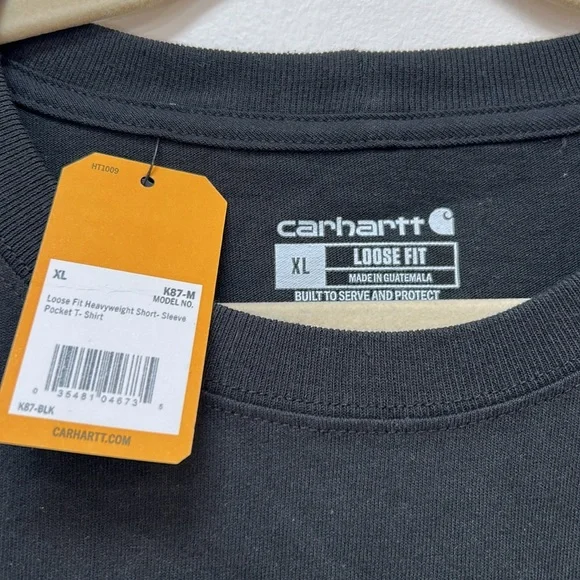 HT1009
XL
K87-M
MODEL NO.
Loose Fit Heavyweight Short- Sleeve
Pocket T- Shirt
0 35481 04673 5
K87-BLK
CARHARTT.COM
carhartt
XL
LOOSE FIT
MADE IN GUATEMALA
BUILT TO SERVE AND PROTECT